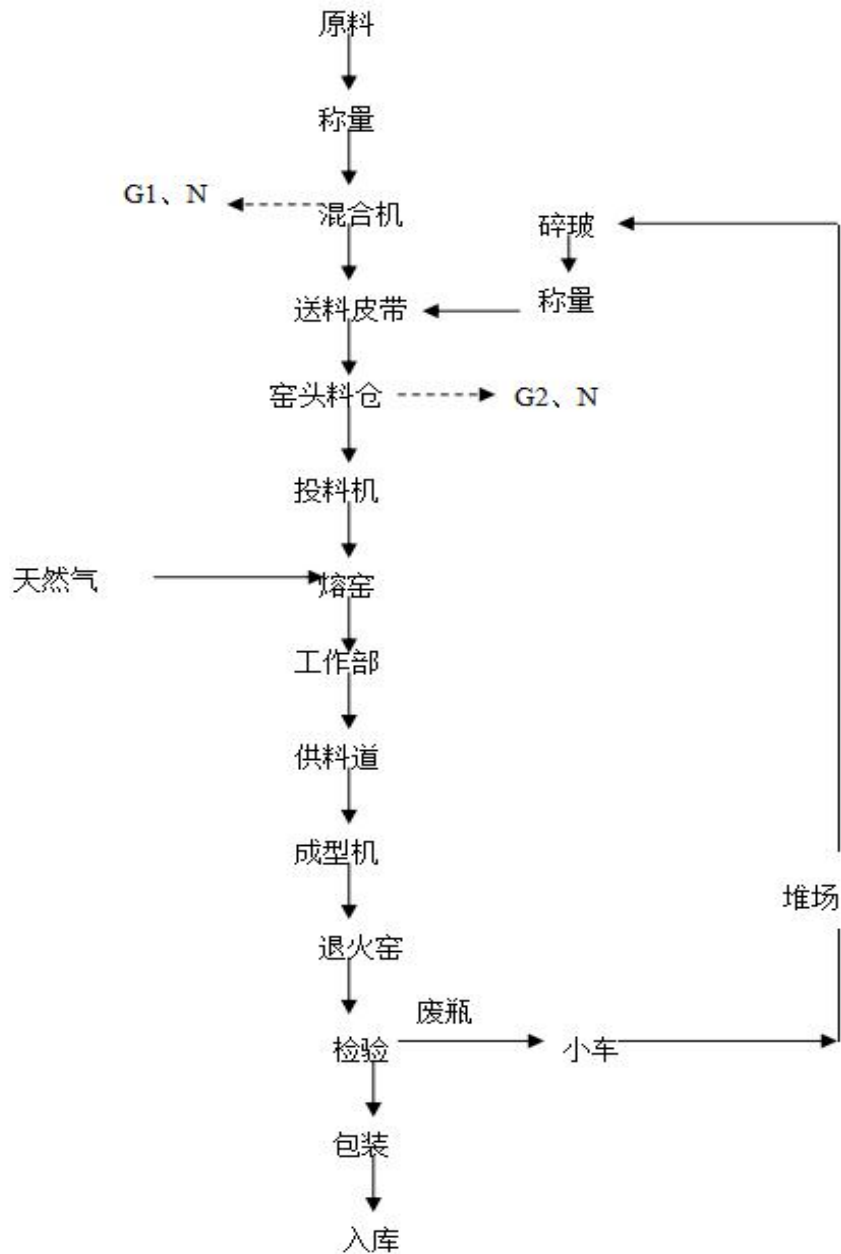 原料
称量
G1、N
混合机
碎玻
送料皮带
称量
窑头料仓
G2、N
投料机
天然气
熔窑
工作部
供料道
成型机
堆场
退火窑
废瓶
检验
小车
包装
入库